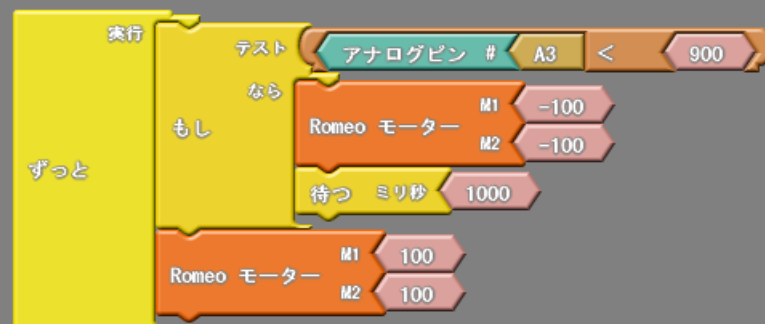 実行
テスト
アナログピン # A3 < 900
なら
M1 -100
もし
Romeo モーター
M2 -100
ずっと
待つ ミリ秒 1000
M1 100
Romeo モーター
M2 100